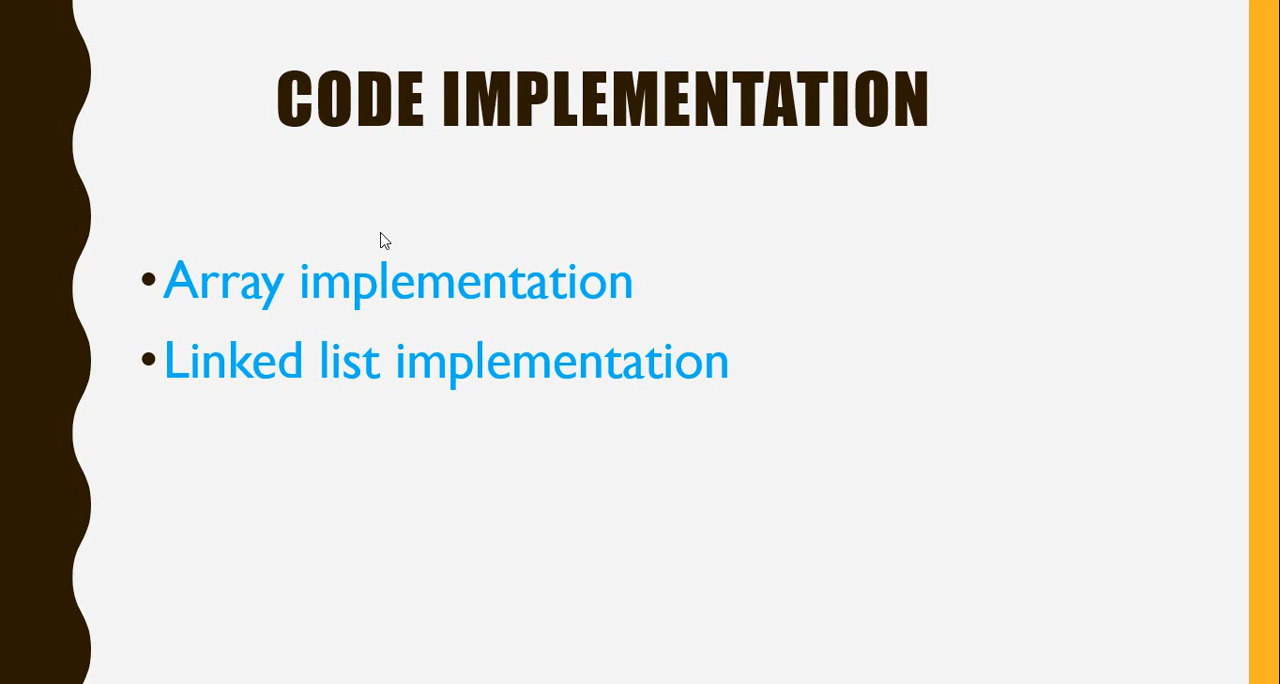 CODE IMPLEMENTATION
• Array implementation
• Linked list implementation